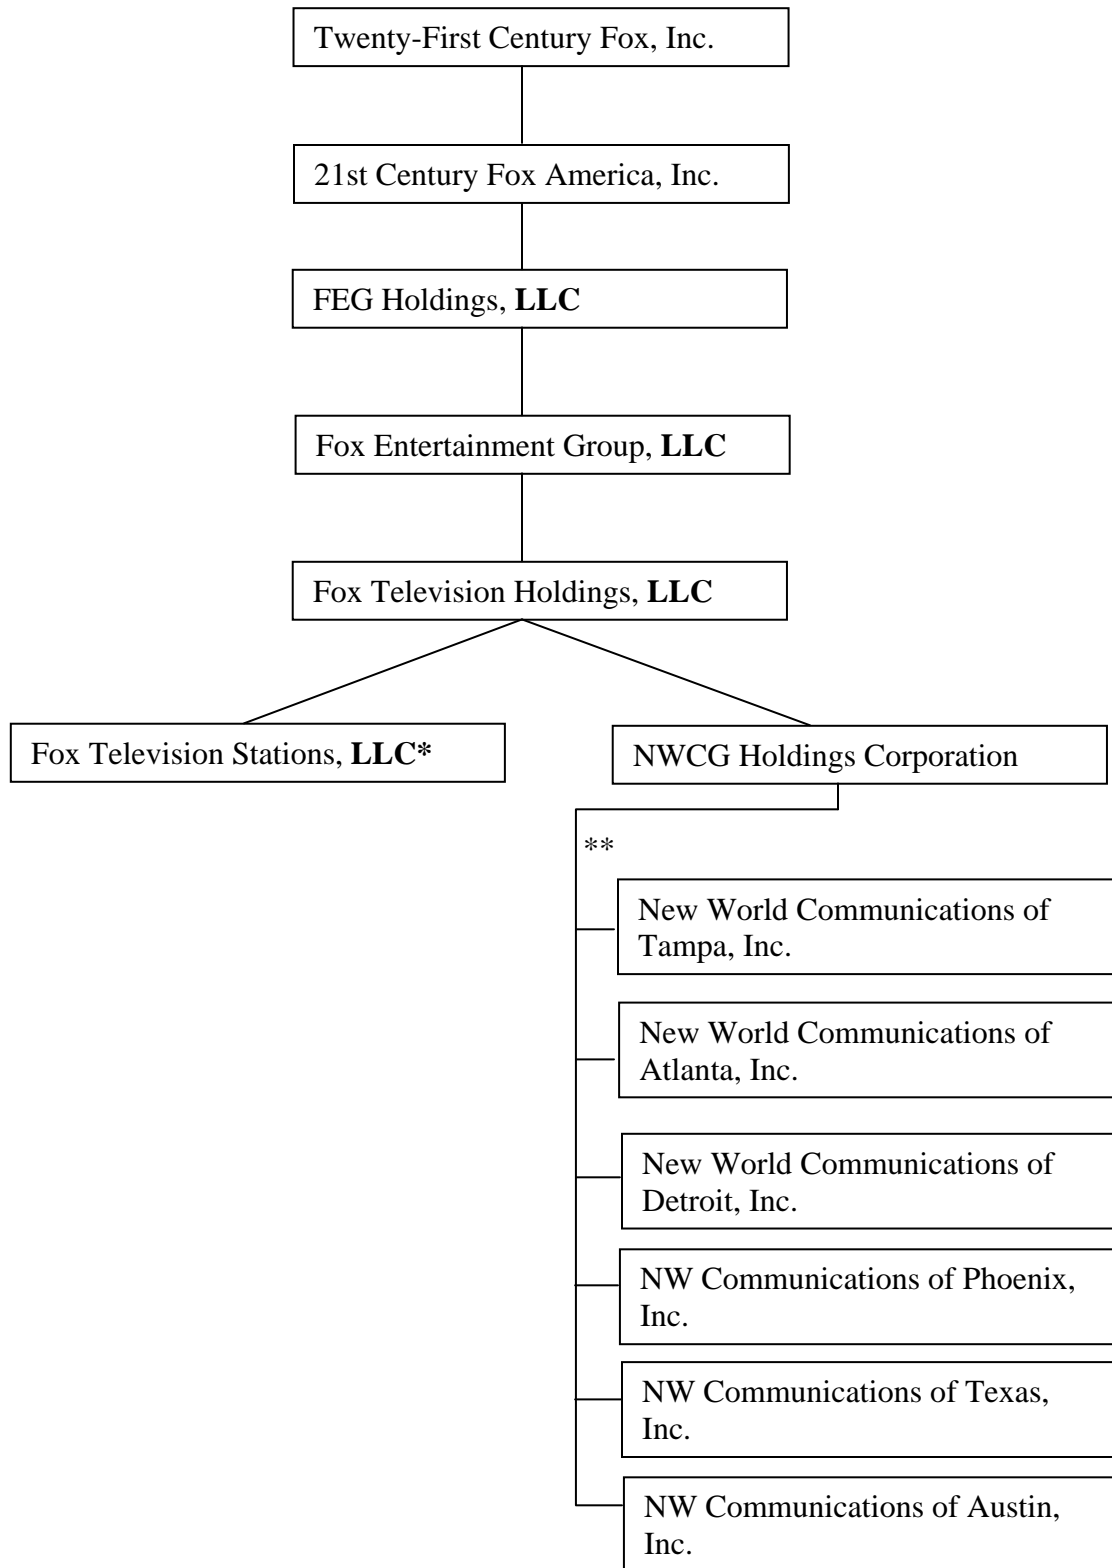 Twenty-First Century Fox, Inc.
21st Century Fox America, Inc.
FEG Holdings, LLC
Fox Entertainment Group, LLC
Fox Television Holdings, LLC
Fox Television Stations, LLC*
NWCG Holdings Corporation
**
New World Communications of
Tampa, Inc.
New World Communications of
Atlanta, Inc.
New World Communications of
Detroit, Inc.
NW Communications of Phoenix,
Inc.
NW Communications of Texas,
Inc.
NW Communications of Austin,
Inc.